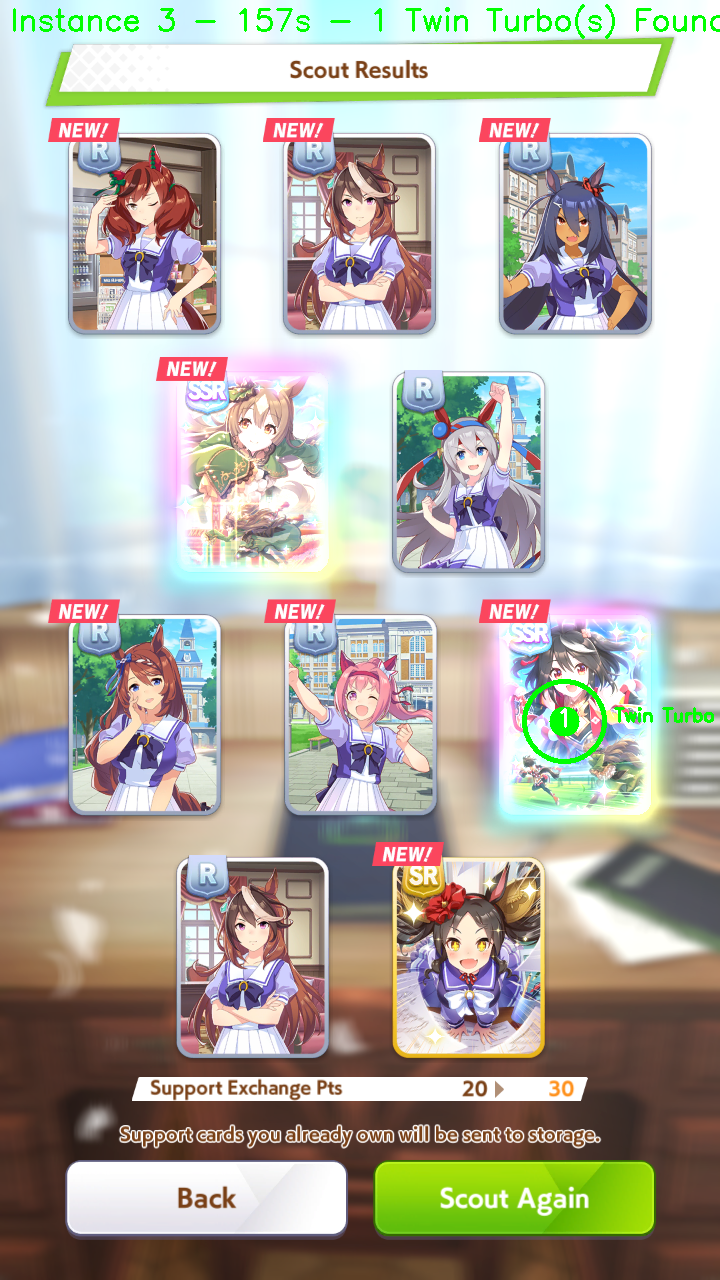 Instance 3 - 157s - 1 Twin Turbo(s) Found
Scout Results
NEW! NEW! NEW!
R R R
NEW!
SSR R
NEW! NEW! NEW!
R R SSR
1 Twin Turbo
NEW!
R SR
Support Exchange Pts 20 30
Support cards you already own will be sent to storage.
Back Scout Again